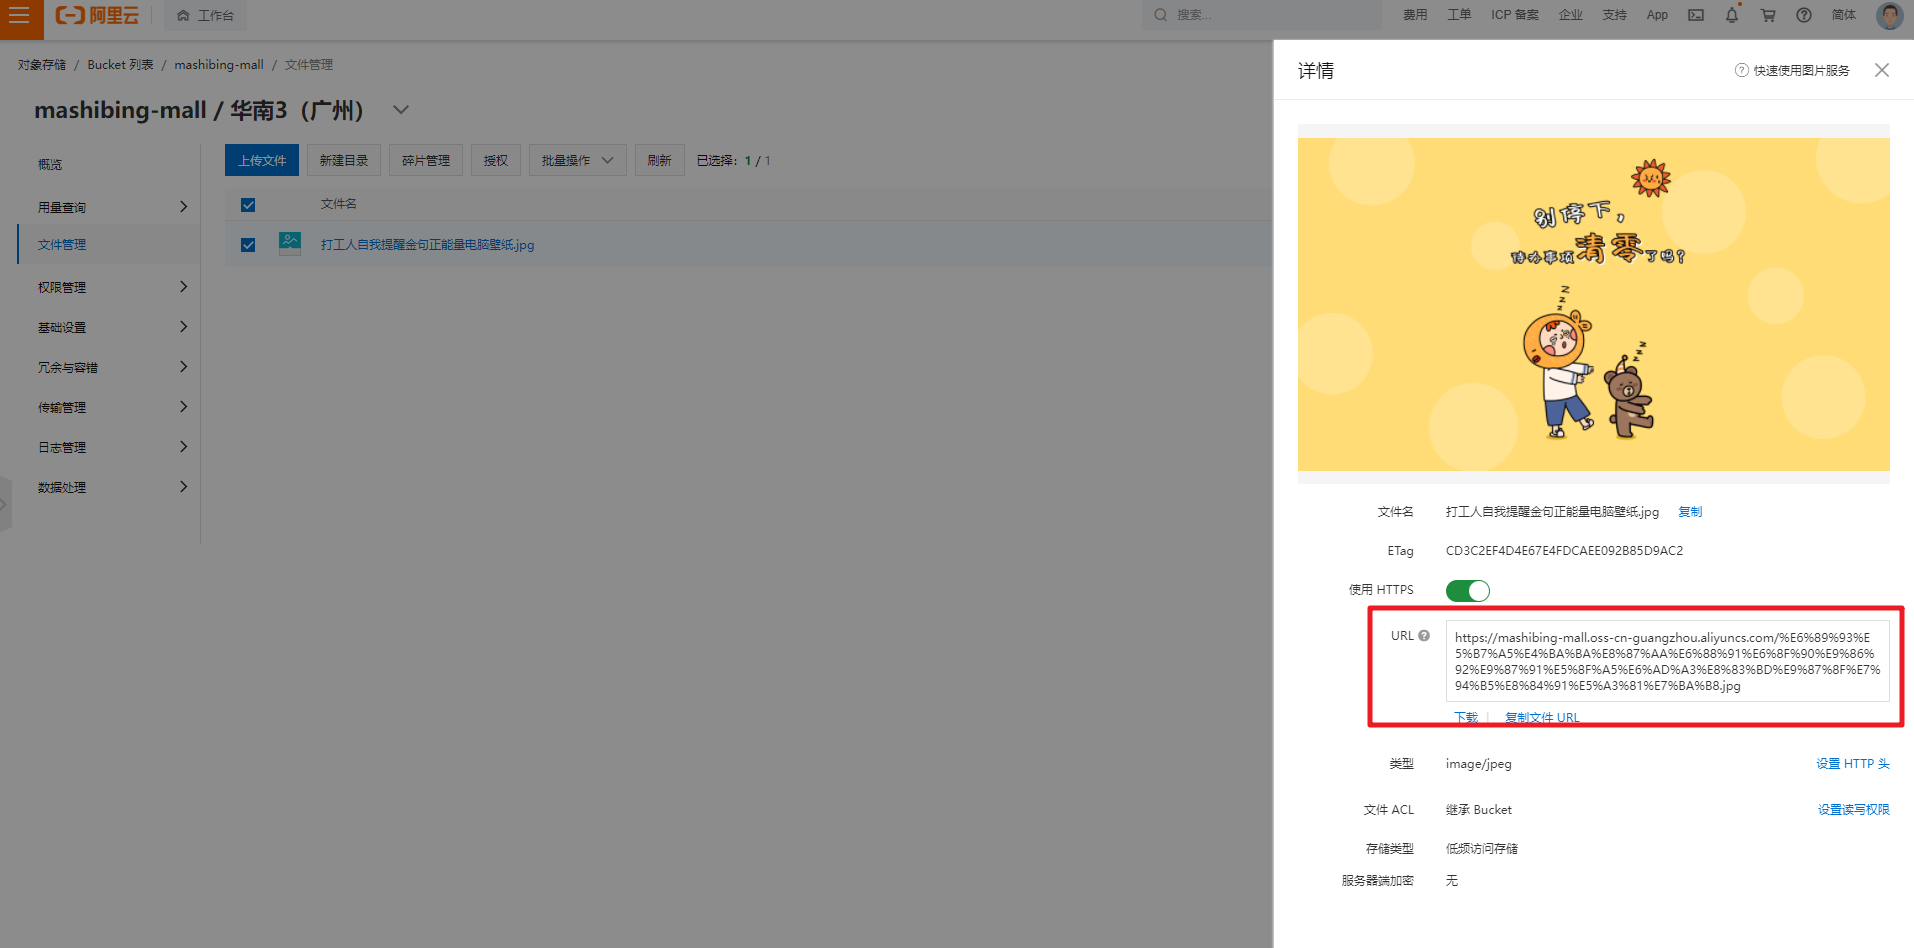 阿里云
工作台
搜索...
费用
工单
ICP 备案
企业
支持
App
简体
对象存储 / Bucket 列表 / mashibing-mall / 文件管理
mashibing-mall / 华南3（广州）
概览
用量查询
文件管理
权限管理
基础设置
冗余与容错
传输管理
日志管理
数据处理
上传文件
新建目录
碎片管理
授权
批量操作
刷新
已选择：1 / 1
文件名
打工人自我提醒金句正能量电脑壁纸.jpg
详情
快速使用图片服务
别停下，
待办事项清零了吗？
z
z
z
z
z
z
文件名
打工人自我提醒金句正能量电脑壁纸.jpg
复制
ETag
CD3C2EF4D4E67E4FDCAEE092B85D9AC2
使用 HTTPS
URL
https://mashibing-mall.oss-cn-guangzhou.aliyuncs.com/%E6%89%93%E
5%B7%A5%E4%BA%BA%E8%87%AA%E6%88%91%E6%8F%90%E9%86%
92%E9%87%91%E5%8F%A5%E6%AD%A3%E8%83%BD%E9%87%8F%E7%
94%B5%E8%84%91%E5%A3%81%E7%BA%B8.jpg
下载
复制文件 URL
类型
image/jpeg
设置 HTTP 头
文件 ACL
继承 Bucket
设置读写权限
存储类型
低频访问存储
服务器端加密
无